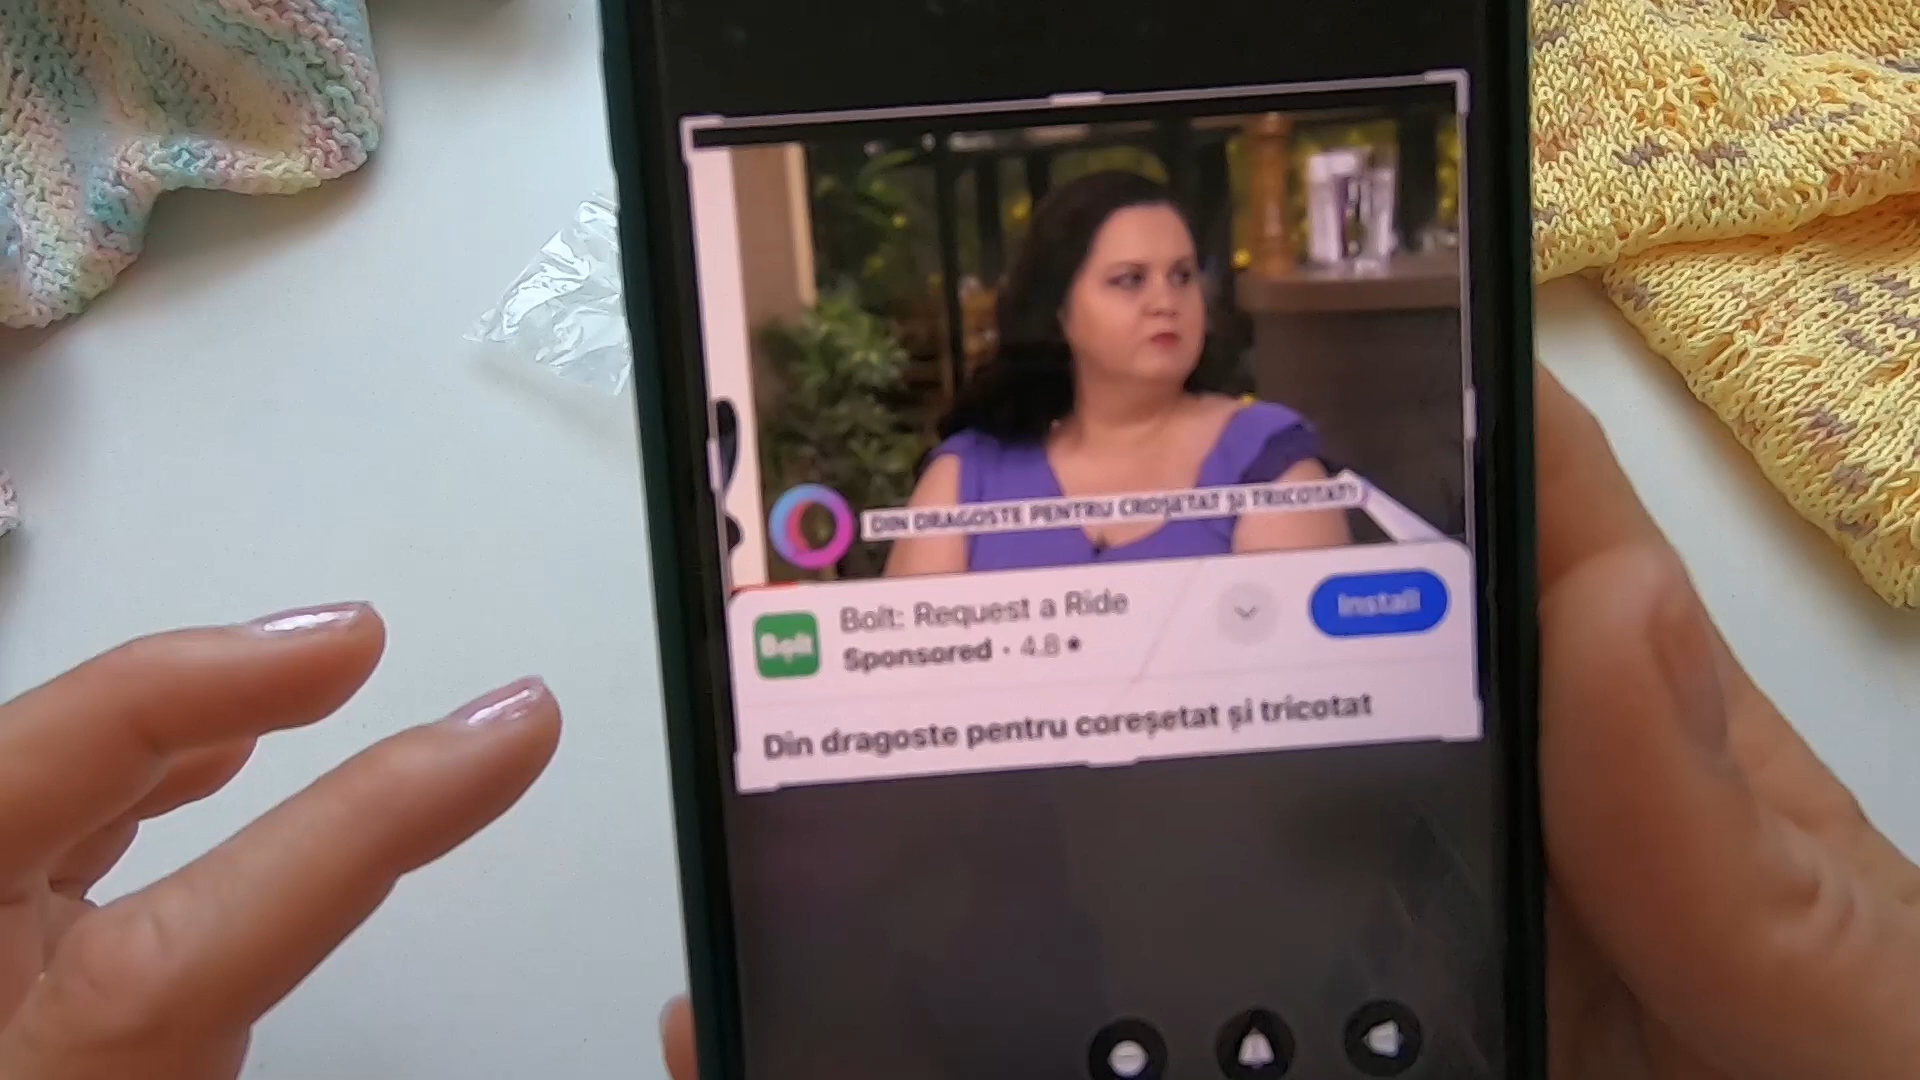 DIN DRAGOSTE PENTRU CROȘETAT ȘI TRICOTAT!
Bolt
Bolt: Request a Ride
Sponsored · 4.8
Install
Din dragoste pentru coreșetat și tricotat